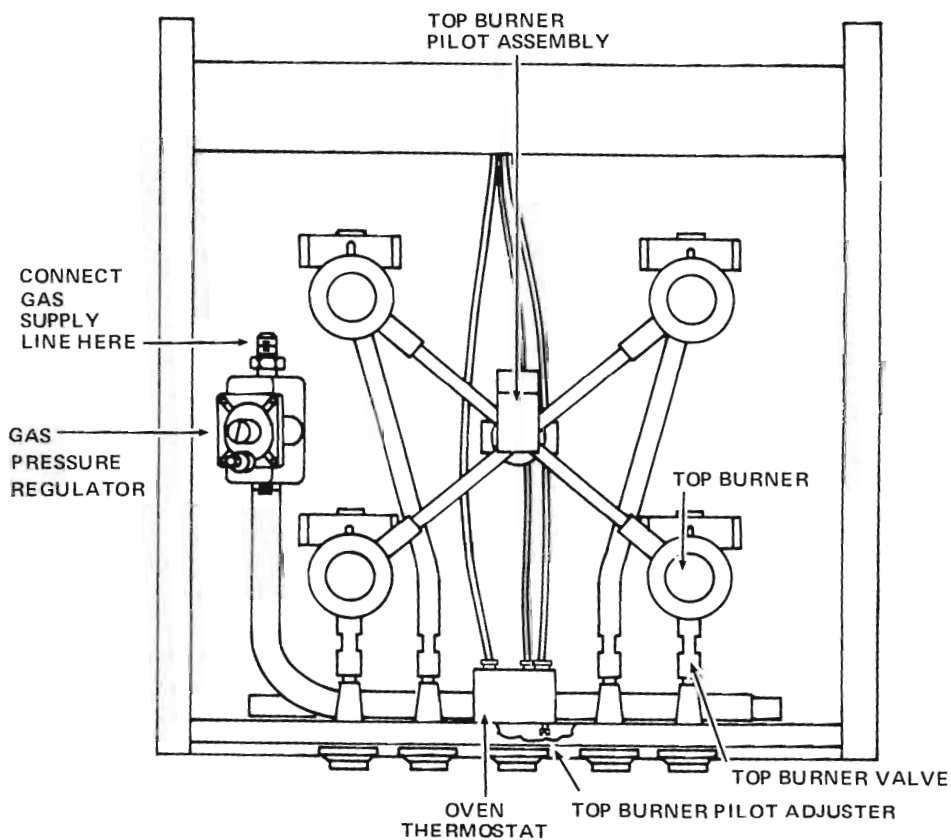 TOP BURNER
PILOT ASSEMBLY
CONNECT
GAS
SUPPLY
LINE HERE
GAS
PRESSURE
REGULATOR
TOP BURNER
TOP BURNER VALVE
OVEN
THERMOSTAT
TOP BURNER PILOT ADJUSTER